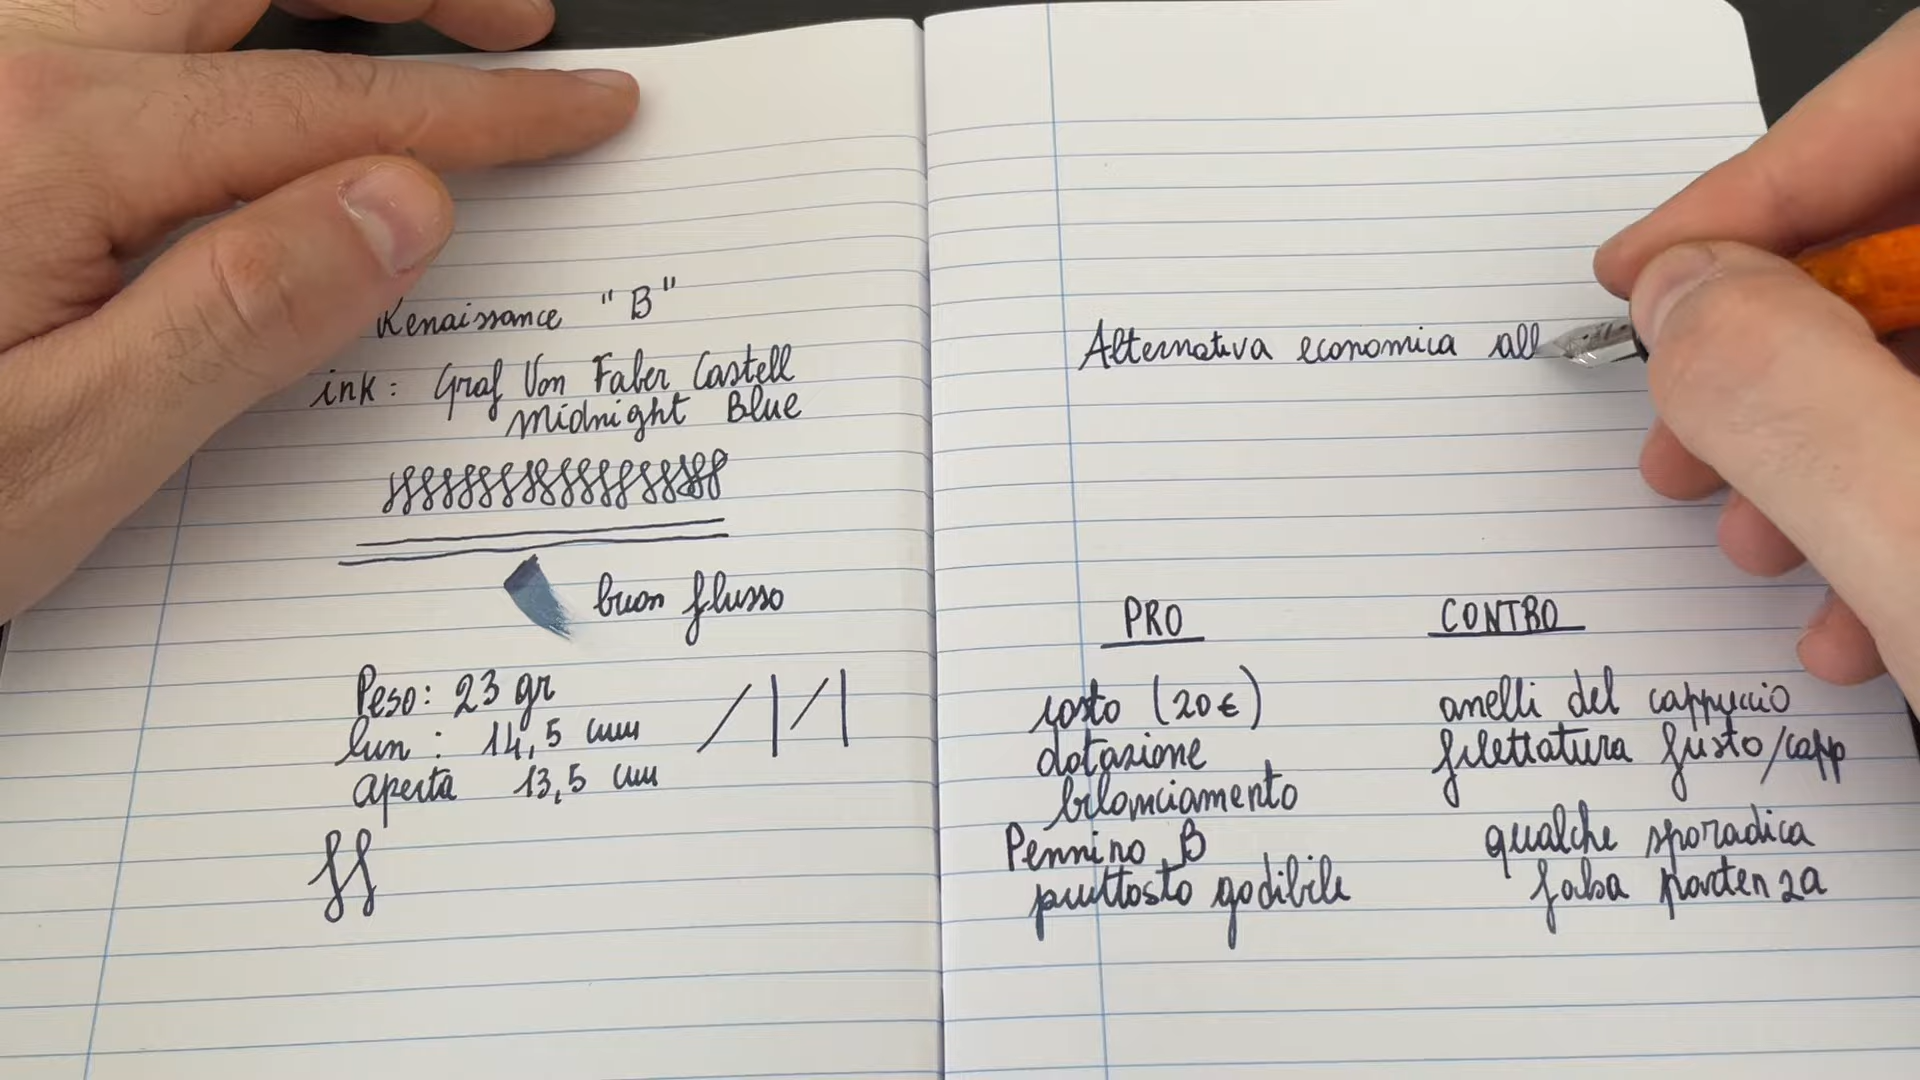 Renaissance "B"
ink: Graf Von Faber Castell
Midnight Blue
buon flusso
Peso: 23 gr
lun: 14,5 cm
aperta 13,5 cm
Alternativa economica all
PRO
costo (20€)
dotazione
bilanciamento
Pennino B
piuttosto godibile
CONTRO
anelli del cappuccio
filettatura fusto/capp
qualche sporadica
falsa partenza